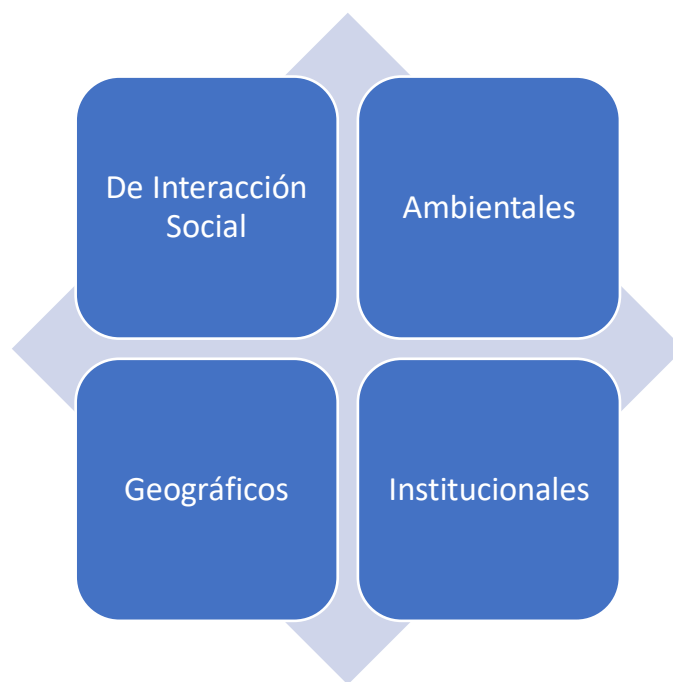 De Interacción
Social
Ambientales
Geográficos
Institucionales